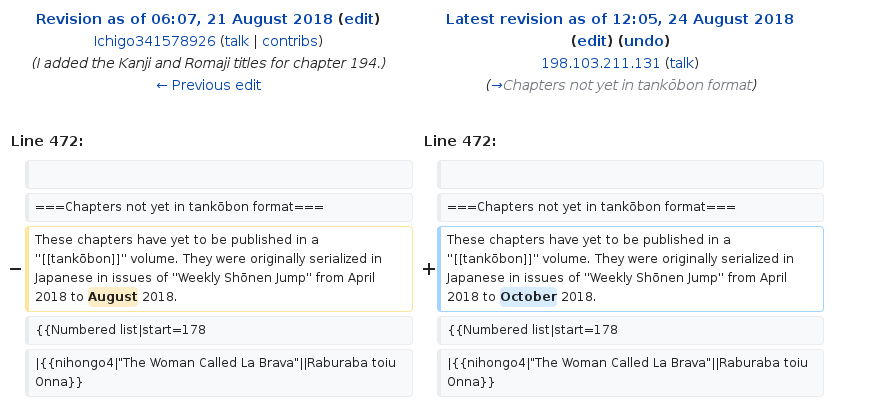 Revision as of 06:07, 21 August 2018 (edit)
Ichigo341578926 (talk | contribs)
(I added the Kanji and Romaji titles for chapter 194.)
← Previous edit
Latest revision as of 12:05, 24 August 2018
(edit) (undo)
198.103.211.131 (talk)
(→Chapters not yet in tankōbon format)
Line 472:
Line 472:
===Chapters not yet in tankōbon format===
===Chapters not yet in tankōbon format===
−
These chapters have yet to be published in a
''[[tankōbon]]'' volume. They were originally serialized in
Japanese in issues of ''Weekly Shōnen Jump'' from April
2018 to August 2018.
+
These chapters have yet to be published in a
''[[tankōbon]]'' volume. They were originally serialized in
Japanese in issues of ''Weekly Shōnen Jump'' from April
2018 to October 2018.
{{Numbered list|start=178
{{Numbered list|start=178
|{{nihongo4|"The Woman Called La Brava"||Raburaba toiu
Onna}}
|{{nihongo4|"The Woman Called La Brava"||Raburaba toiu
Onna}}